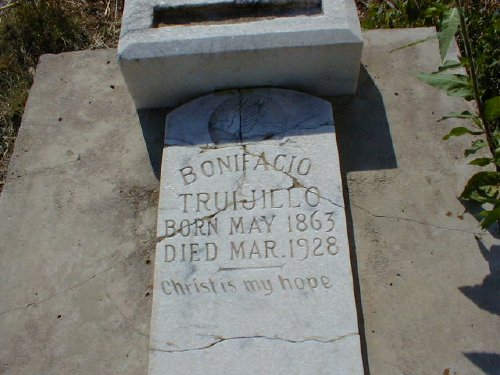 BONIFACIO
TRUIJILLO
BORN MAY 1863
DIED MAR. 1928
Christ is my hope